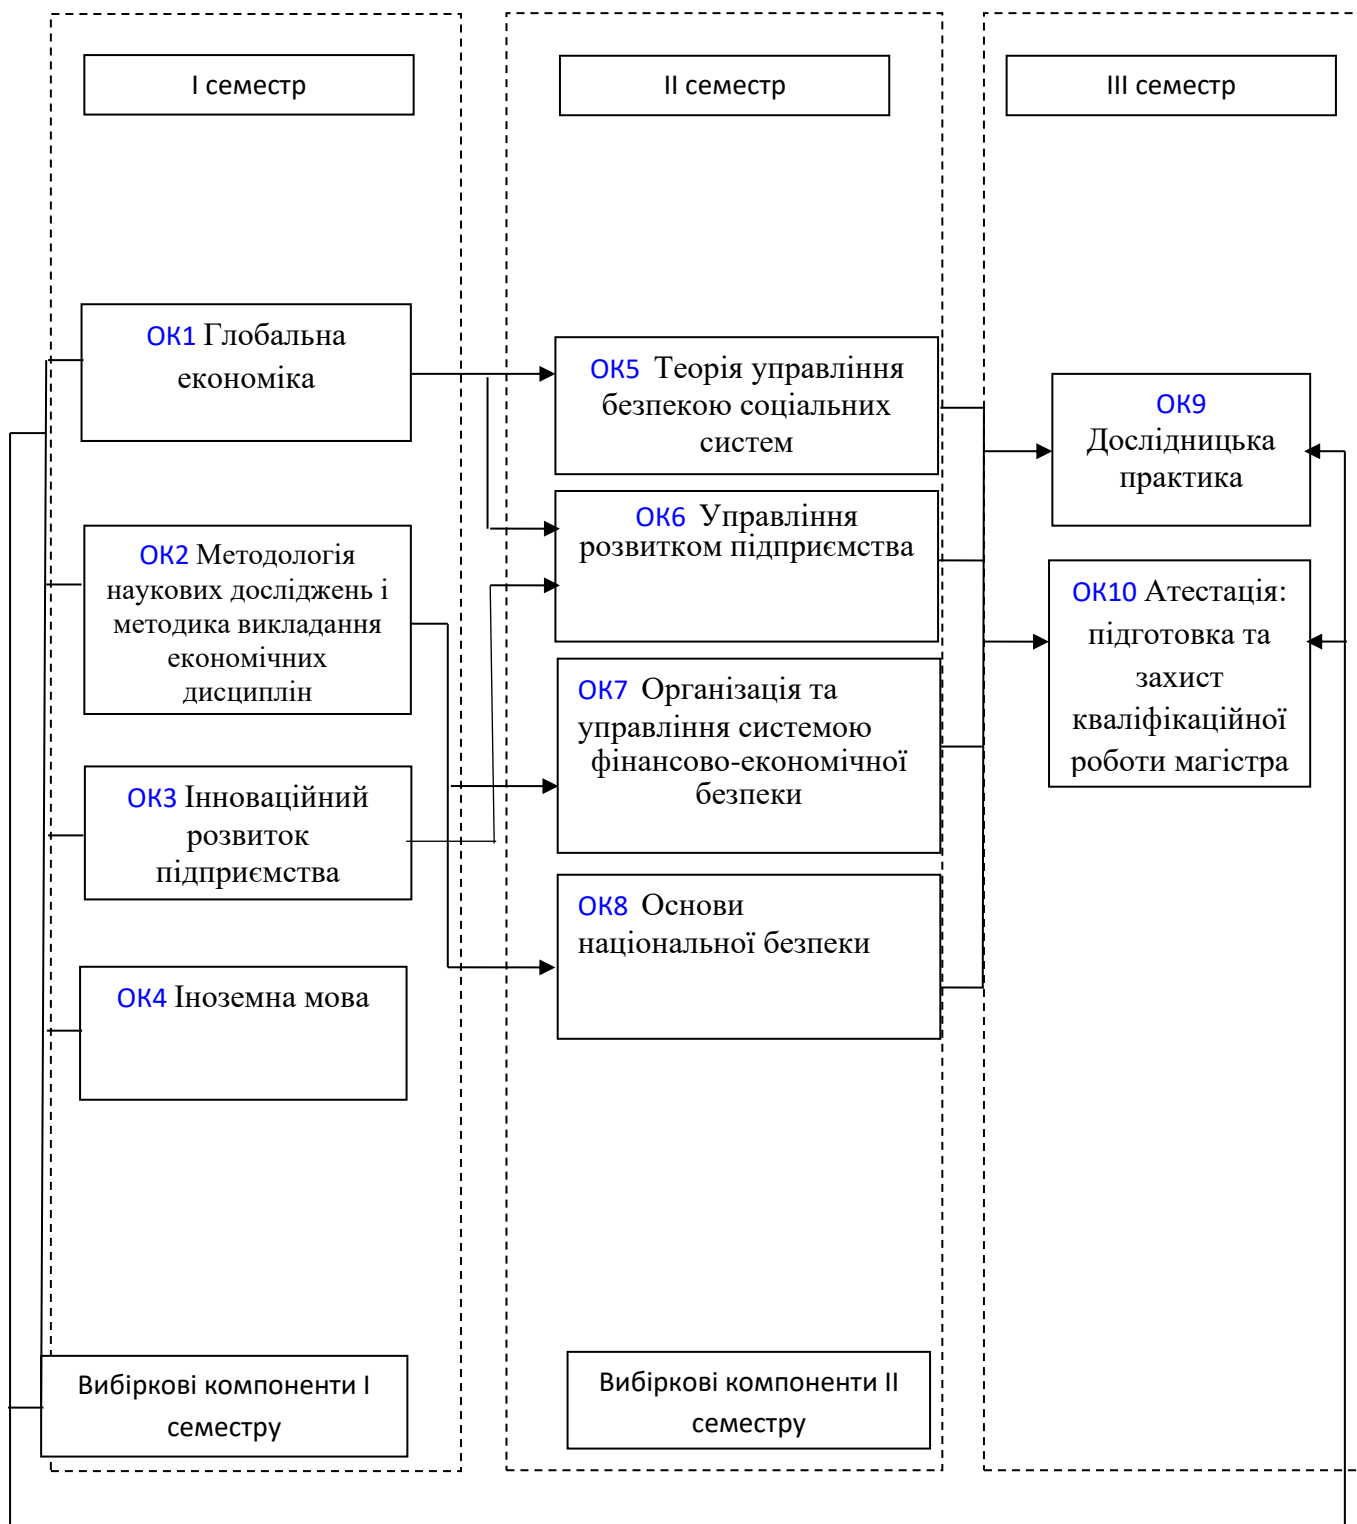 І семестр
ІІ семестр
ІІІ семестр
ОК1 Глобальна
економіка
ОК2 Методологія
наукових досліджень і
методика викладання
економічних
дисциплін
ОК3 Інноваційний
розвиток
підприємства
ОК4 Іноземна мова
Вибіркові компоненти І
семестру
ОК5 Теорія управління
безпекою соціальних
систем
ОК6 Управління
розвитком підприємства
ОК7 Організація та
управління системою
фінансово-економічної
безпеки
ОК8 Основи
національної безпеки
Вибіркові компоненти ІІ
семестру
ОК9
Дослідницька
практика
ОК10 Атестація:
підготовка та
захист
кваліфікаційної
роботи магістра